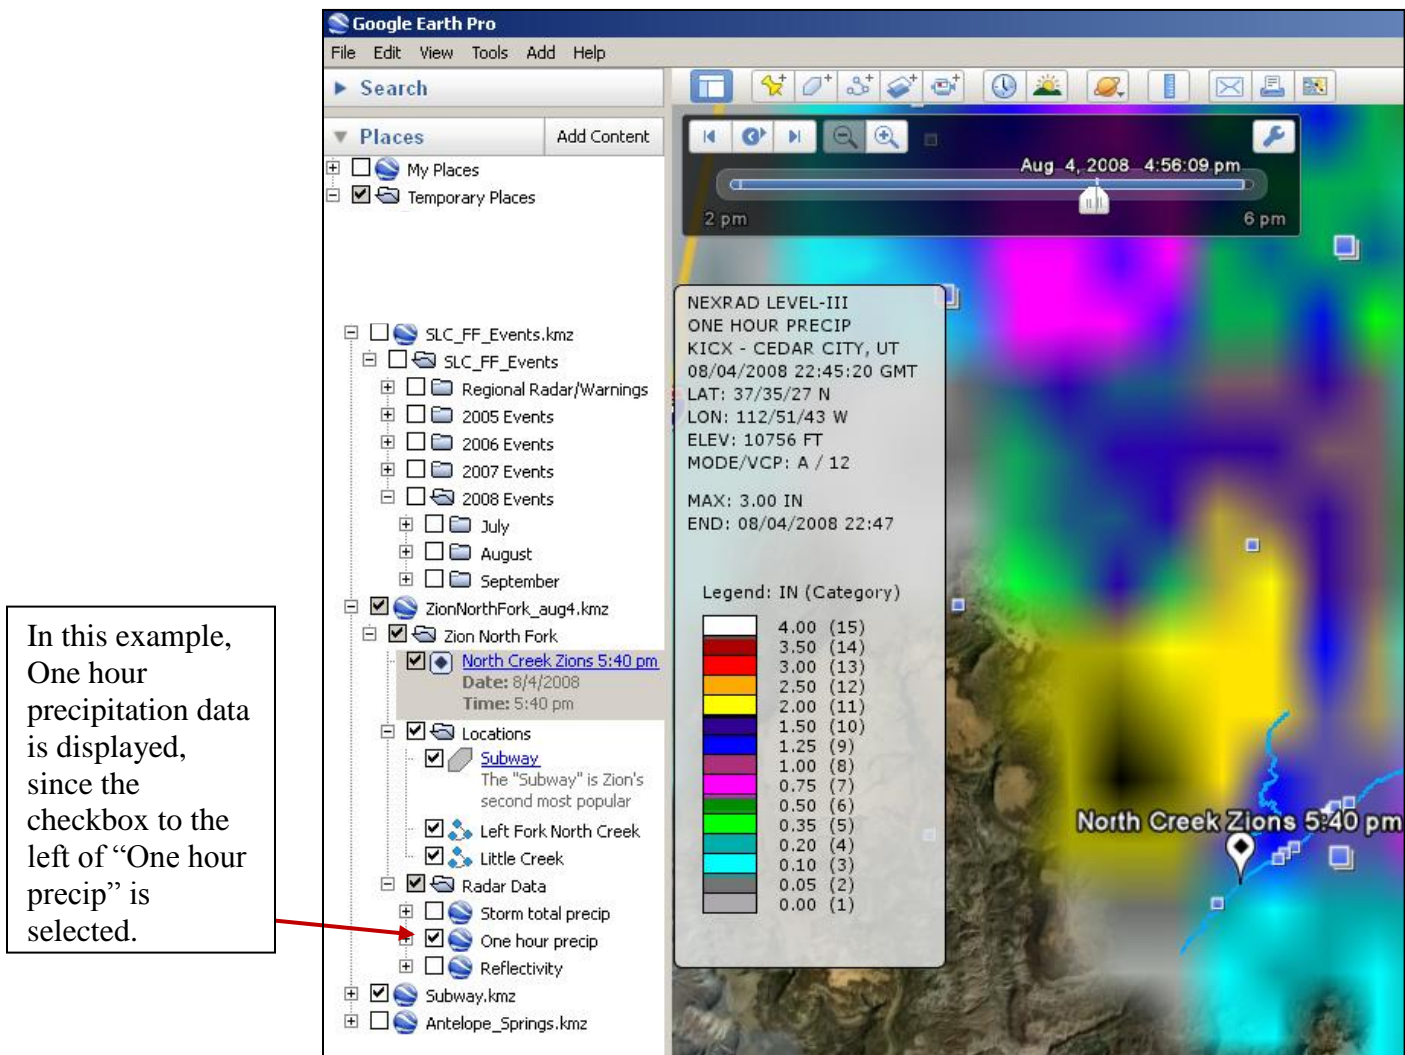 Google Earth Pro
File Edit View Tools Add Help
Search
Places Add Content
My Places
Temporary Places
SLC_FF_Events.kmz
SLC_FF_Events
Regional Radar/Warnings
2005 Events
2006 Events
2007 Events
2008 Events
July
August
September
ZionNorthFork_aug4.kmz
Zion North Fork
North Creek Zions 5:40 pm
Date: 8/4/2008
Time: 5:40 pm
Locations
Subway
The "Subway" is Zion's
second most popular
Left Fork North Creek
Little Creek
Radar Data
Storm total precip
One hour precip
Reflectivity
Subway.kmz
Antelope_Springs.kmz
In this example,
One hour
precipitation data
is displayed,
since the
checkbox to the
left of “One hour
precip” is
selected.
Aug 4, 2008 4:56:09 pm
2 pm 6 pm
NEXRAD LEVEL-III
ONE HOUR PRECIP
KICX - CEDAR CITY, UT
08/04/2008 22:45:20 GMT
LAT: 37/35/27 N
LON: 112/51/43 W
ELEV: 10756 FT
MODE/VCP: A / 12
MAX: 3.00 IN
END: 08/04/2008 22:47
Legend: IN (Category)
4.00 (15)
3.50 (14)
3.00 (13)
2.50 (12)
2.00 (11)
1.50 (10)
1.25 (9)
1.00 (8)
0.75 (7)
0.50 (6)
0.35 (5)
0.20 (4)
0.10 (3)
0.05 (2)
0.00 (1)
North Creek Zions 5:40 pm